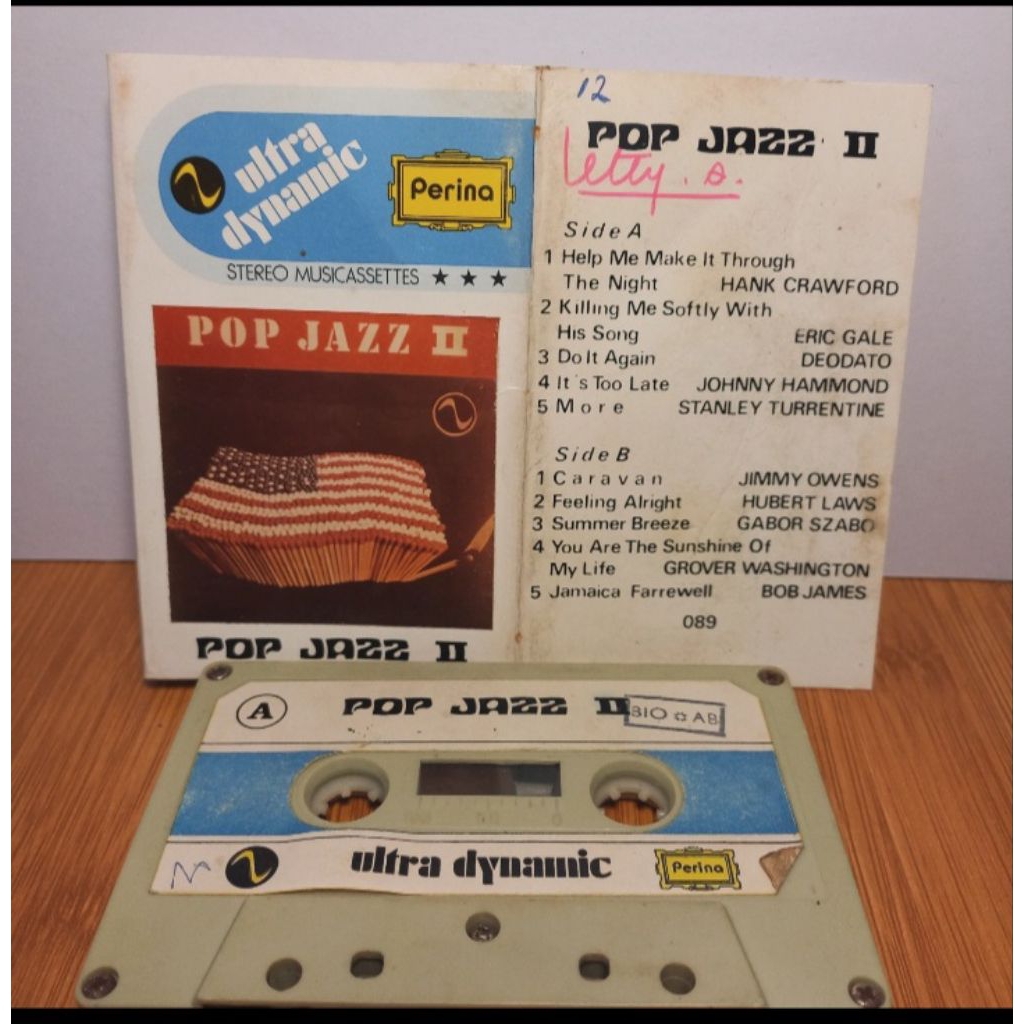 ultra
dynamic
Perina
STEREO MUSICASSETTES ★ ★ ★
POP JAZZ II
POP JAZZ II
12
POP JAZZ II
Letty. S.
Side A
1 Help Me Make It Through
The Night HANK CRAWFORD
2 Killing Me Softly With
His Song ERIC GALE
3 Do It Again DEODATO
4 It's Too Late JOHNNY HAMMOND
5 More STANLEY TURRENTINE
Side B
1 Caravan JIMMY OWENS
2 Feeling Alright HUBERT LAWS
3 Summer Breeze GABOR SZABO
4 You Are The Sunshine Of
My Life GROVER WASHINGTON
5 Jamaica Farrewell BOB JAMES
089
A POP JAZZ II
ultra dynamic
Perina